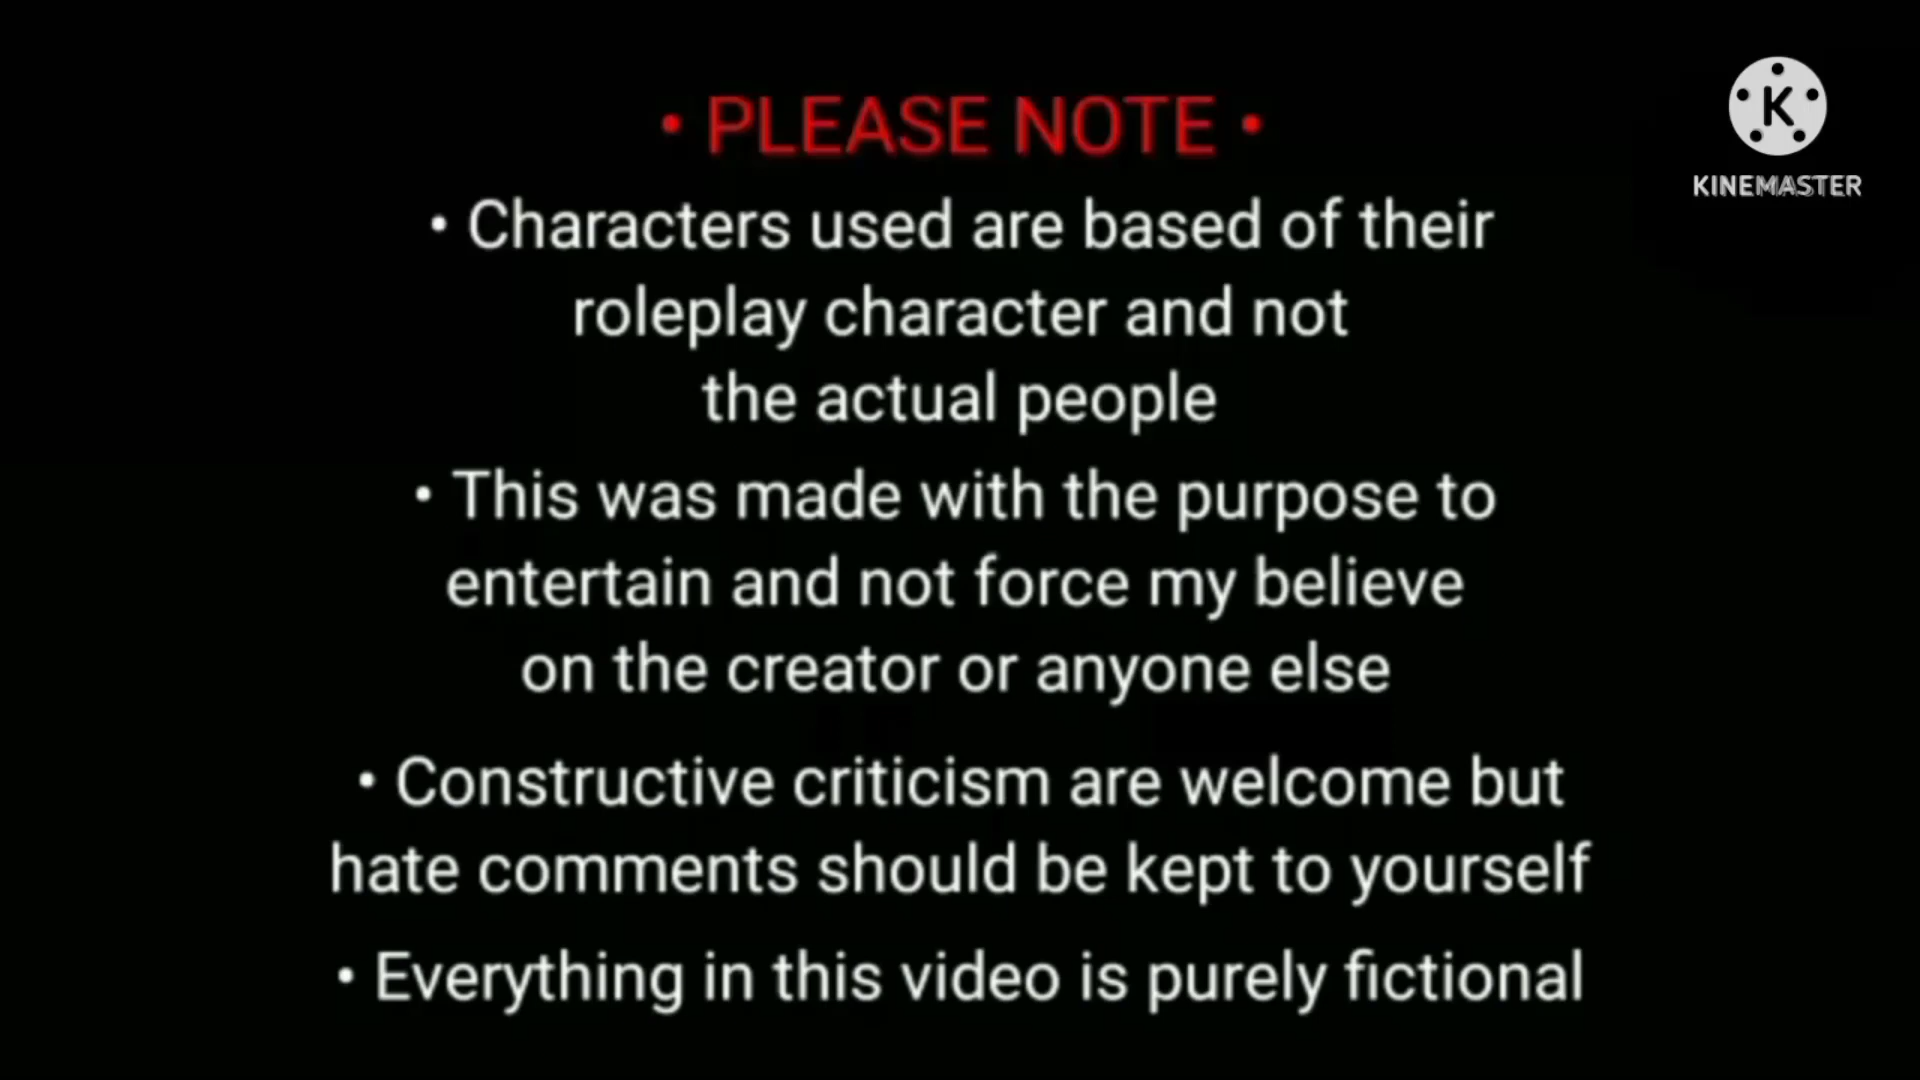 • PLEASE NOTE •
• Characters used are based of their
roleplay character and not
the actual people
• This was made with the purpose to
entertain and not force my believe
on the creator or anyone else
• Constructive criticism are welcome but
hate comments should be kept to yourself
• Everything in this video is purely fictional
K
KINEMASTER